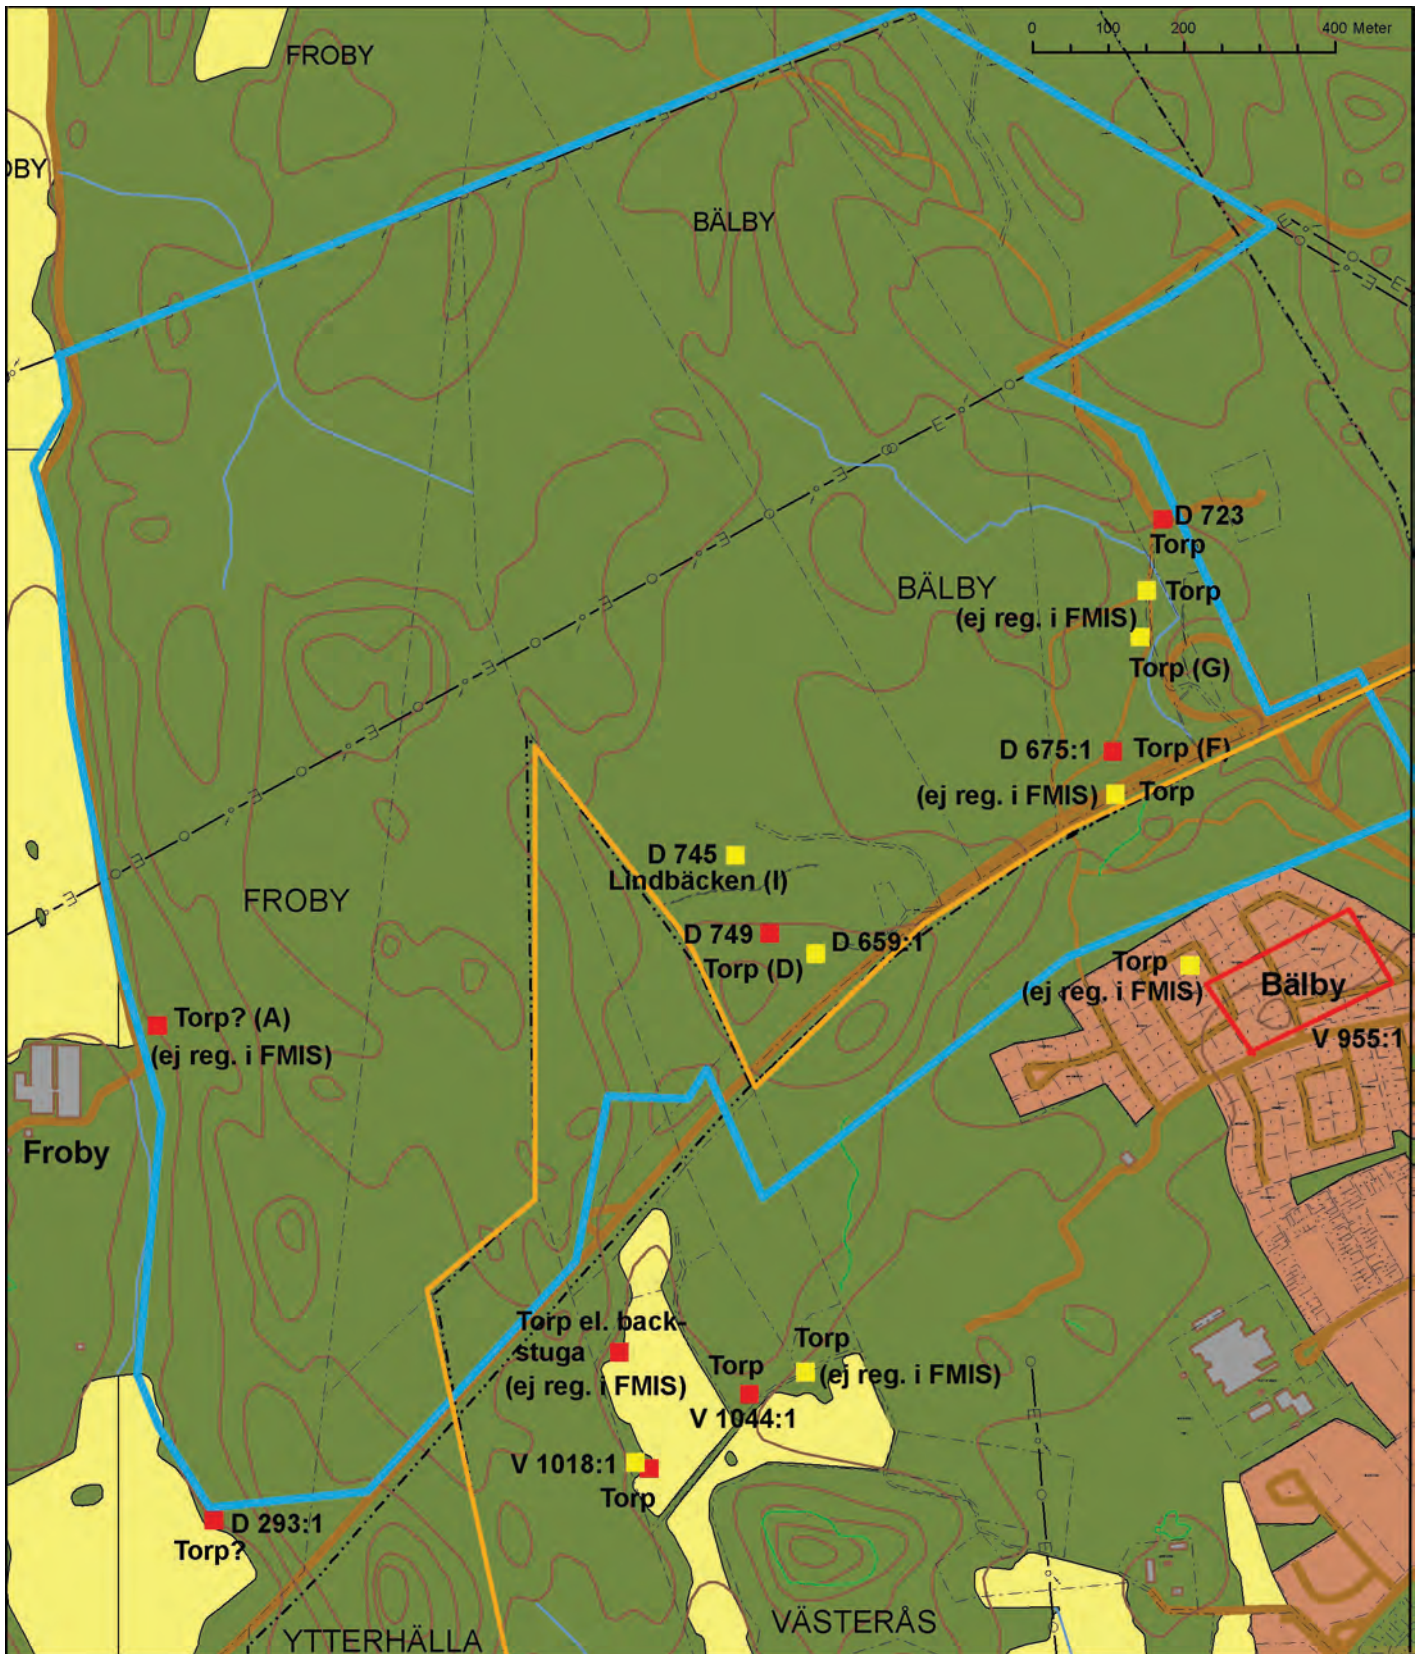 0 100 200 400 Meter
FROBY
DBY
BÄLBY
D 723
Torp
BÄLBY
Torp
(ej reg. i FMIS)
Torp (G)
D 675:1 Torp (F)
(ej reg. i FMIS) Torp
D 745
Lindbäcken (I)
FROBY
D 749
D 659:1
Torp (D)
Torp
(ej reg. i FMIS)
Bälby
V 955:1
Torp? (A)
(ej reg. i FMIS)
Froby
Torp el. back-
stuga
(ej reg. i FMIS)
Torp
(ej reg. i FMIS)
Torp
V 1044:1
V 1018:1
Torp
D 293:1
Torp?
YTTERHÄLLA
VÄSTERÅS